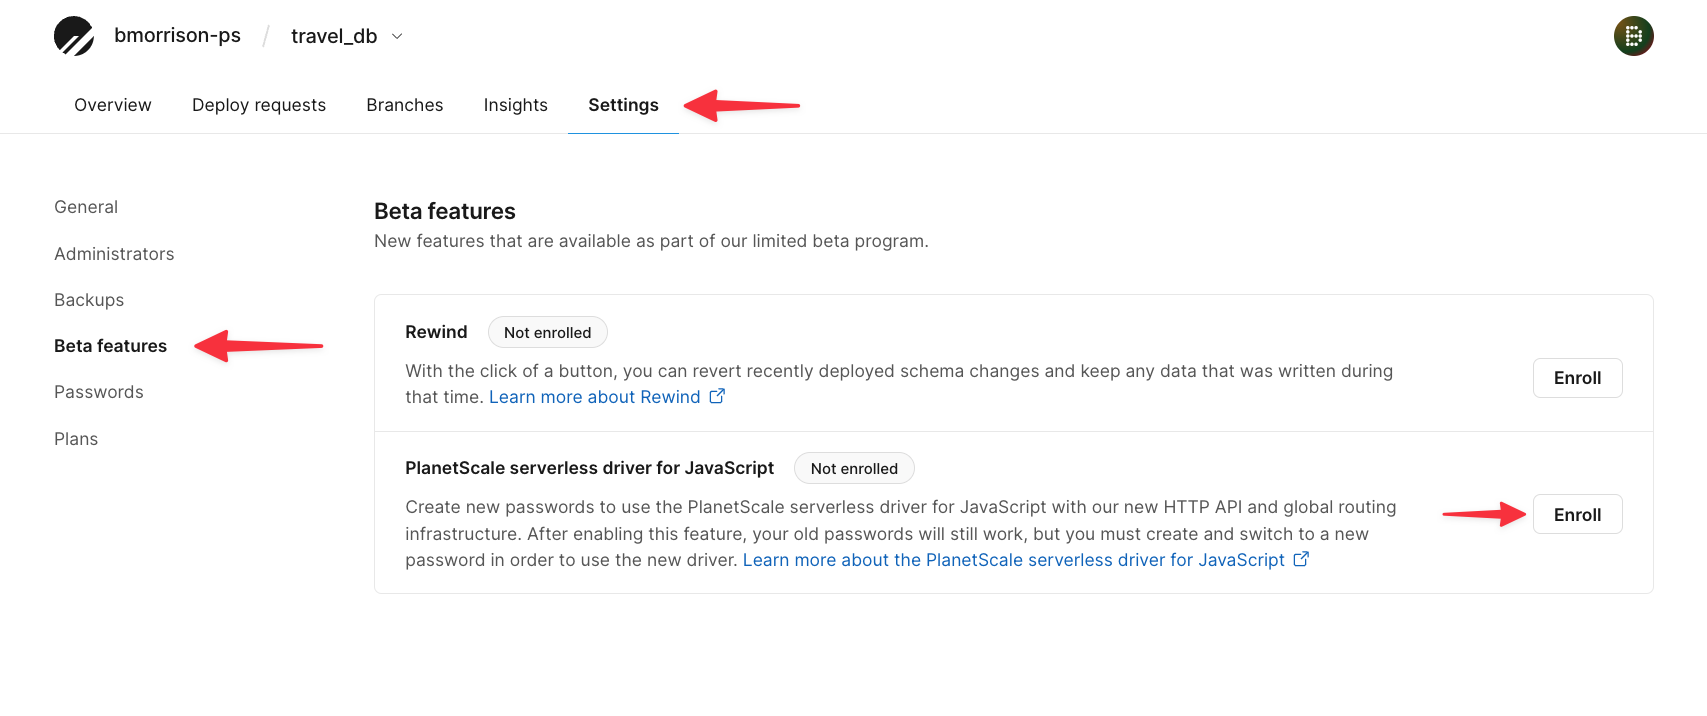 bmorrison-ps / travel_db
Overview Deploy requests Branches Insights Settings
General
Administrators
Backups
Beta features
Passwords
Plans
Beta features
New features that are available as part of our limited beta program.
Rewind Not enrolled
With the click of a button, you can revert recently deployed schema changes and keep any data that was written during
that time. Learn more about Rewind
Enroll
PlanetScale serverless driver for JavaScript Not enrolled
Create new passwords to use the PlanetScale serverless driver for JavaScript with our new HTTP API and global routing
infrastructure. After enabling this feature, your old passwords will still work, but you must create and switch to a new
password in order to use the new driver. Learn more about the PlanetScale serverless driver for JavaScript
Enroll
B